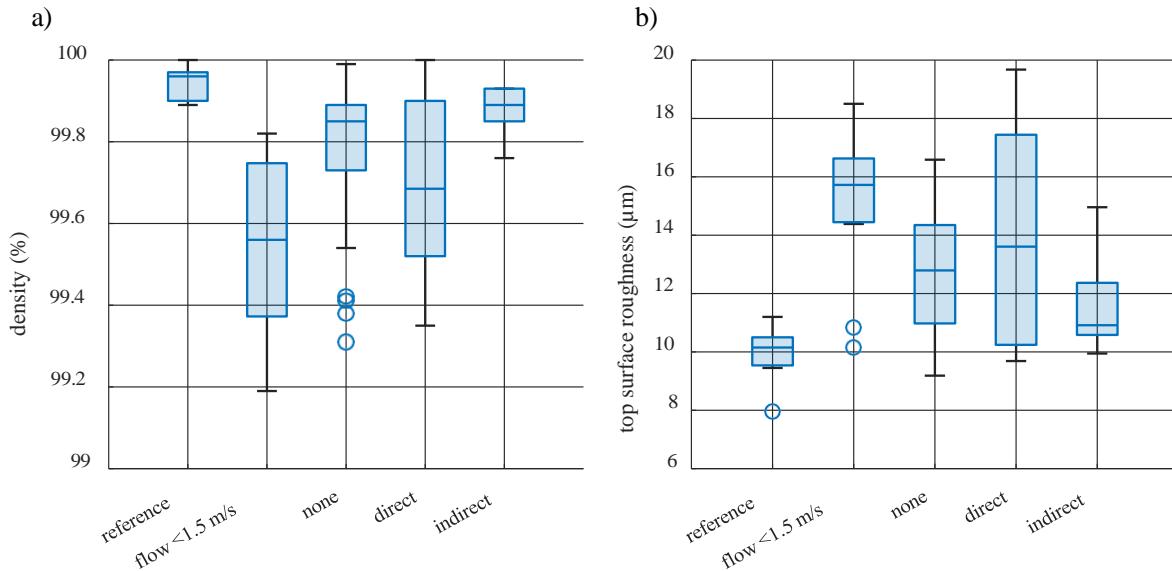 a)
density (%)
100
99.8
99.6
99.4
99.2
99
reference
flow <1.5 m/s
none
direct
indirect
b)
top surface roughness (µm)
20
18
16
14
12
10
8
6
reference
flow <1.5 m/s
none
direct
indirect